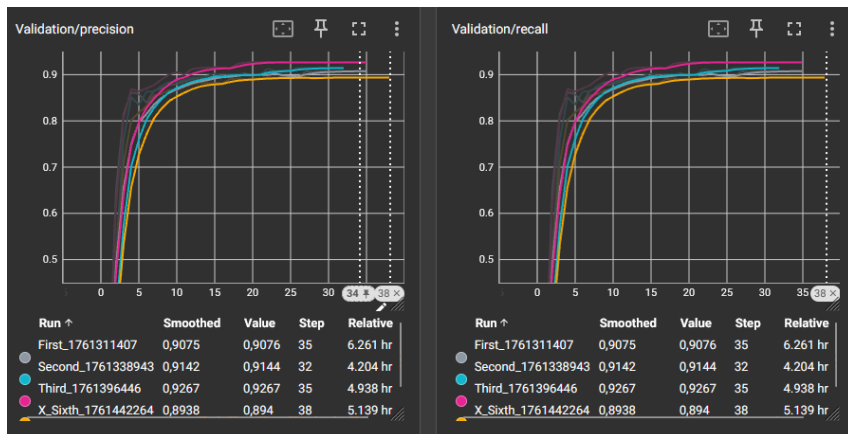 Validation/precision
0.9
0.8
0.7
0.6
0.5
0 5 10 15 20 25 30 34 38
Run ↑ Smoothed Value Step Relative
First_1761311407 0,9075 0,9076 35 6.261 hr
Second_1761338943 0,9142 0,9144 32 4.204 hr
Third_1761396446 0,9267 0,9267 35 4.938 hr
X_Sixth_1761442264 0,8938 0,894 38 5.139 hr
Validation/recall
0.9
0.8
0.7
0.6
0.5
0 5 10 15 20 25 30 35 38
Run ↑ Smoothed Value Step Relative
First_1761311407 0,9075 0,9076 35 6.261 hr
Second_1761338943 0,9142 0,9144 32 4.204 hr
Third_1761396446 0,9267 0,9267 35 4.938 hr
X_Sixth_1761442264 0,8938 0,894 38 5.139 hr